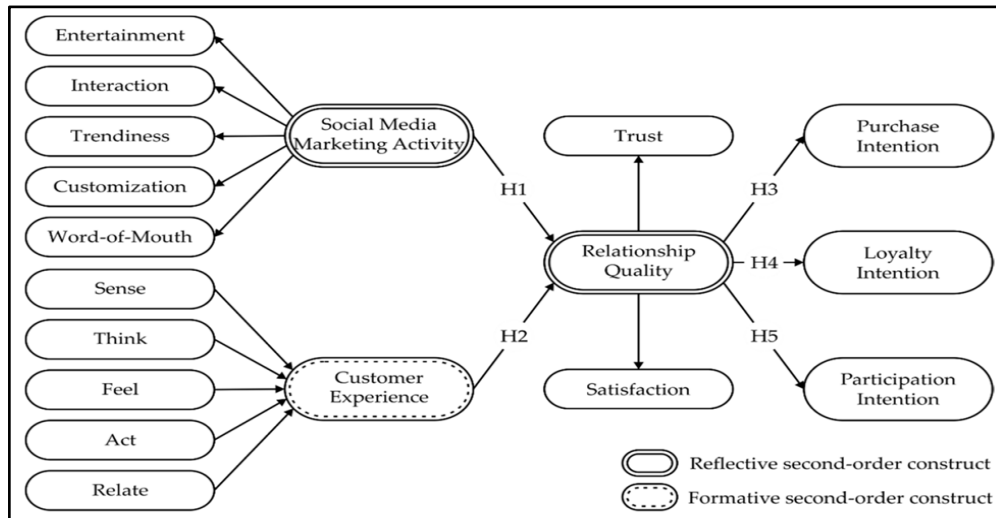 Entertainment
Interaction
Trendiness
Customization
Word-of-Mouth
Sense
Think
Feel
Act
Relate
Social Media
Marketing Activity
Customer
Experience
H1
H2
Trust
Relationship
Quality
Satisfaction
H3
H4
H5
Purchase
Intention
Loyalty
Intention
Participation
Intention
Reflective second-order construct
Formative second-order construct